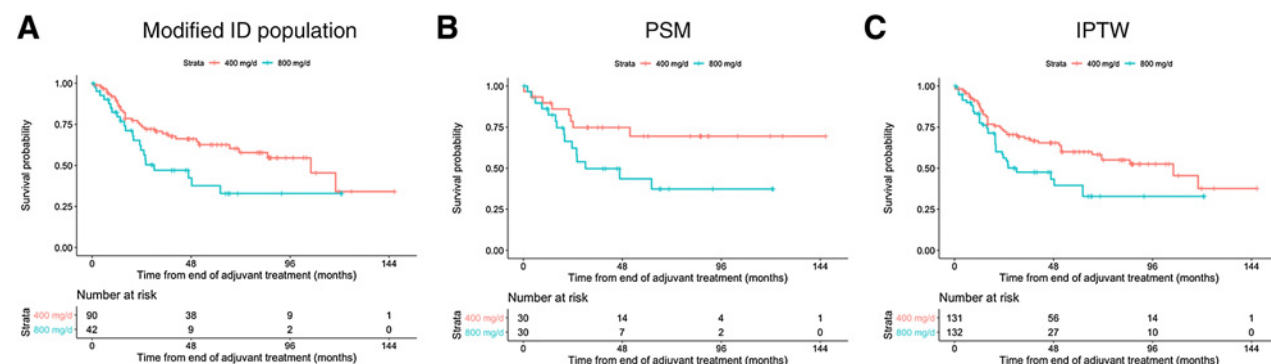 A Modified ID population
Strata 400 mg/d 800 mg/d
Survival probability
1.00
0.75
0.50
0.25
0.00
0 48 96 144
Time from end of adjuvant treatment (months)
Number at risk
Strata
400 mg/d 90 38 9 1
800 mg/d 42 9 2 0
0 48 96 144
Time from end of adjuvant treatment (months)
B PSM
Strata 400 mg/d 800 mg/d
Survival probability
1.00
0.75
0.50
0.25
0.00
0 48 96 144
Time from end of adjuvant treatment (months)
Number at risk
Strata
400 mg/d 30 14 4 1
800 mg/d 30 7 2 0
0 48 96 144
Time from end of adjuvant treatment (months)
C IPTW
Strata 400 mg/d 800 mg/d
Survival probability
1.00
0.75
0.50
0.25
0.00
0 48 96 144
Time from end of adjuvant treatment (months)
Number at risk
Strata
400 mg/d 131 56 14 1
800 mg/d 132 27 10 0
0 48 96 144
Time from end of adjuvant treatment (months)